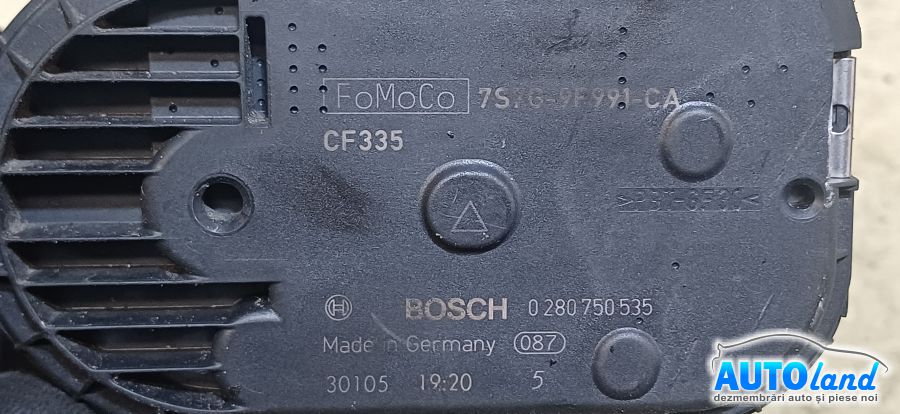 FoMoCo 7S7G-9F991-CA
CF335
BOSCH 0 280 750 535
Made in Germany 087
30105 19:20 5
AUTOland
dezmembrări auto și piese noi